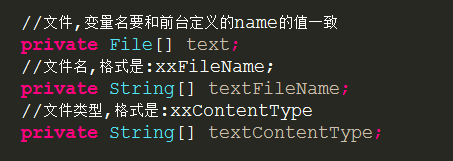 //文件,变量名要和前台定义的name的值一致
private File[] text;
//文件名,格式是:xxFileName;
private String[] textFileName;
//文件类型,格式是:xxContentType
private String[] textContentType;